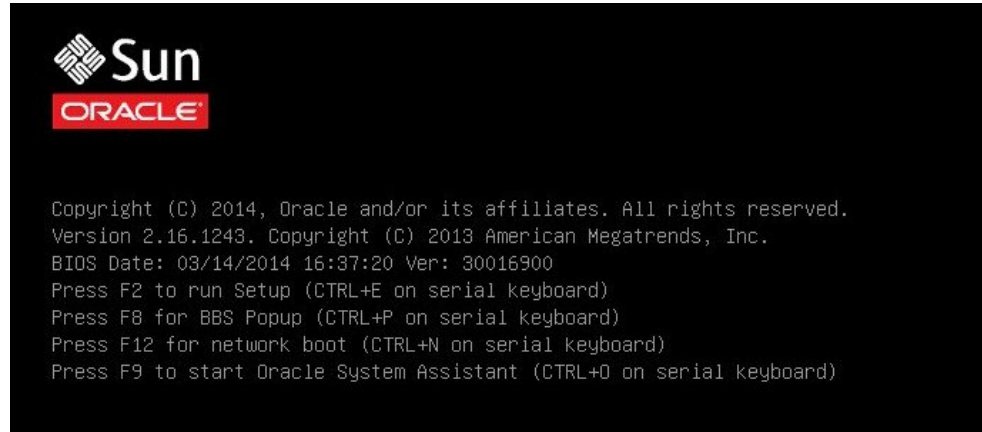 Sun
ORACLE
Copyright (C) 2014, Oracle and/or its affiliates. All rights reserved.
Version 2.16.1243. Copyright (C) 2013 American Megatrends, Inc.
BIOS Date: 03/14/2014 16:37:20 Ver: 30016900
Press F2 to run Setup (CTRL+E on serial keyboard)
Press F8 for BBS Popup (CTRL+P on serial keyboard)
Press F12 for network boot (CTRL+N on serial keyboard)
Press F9 to start Oracle System Assistant (CTRL+O on serial keyboard)